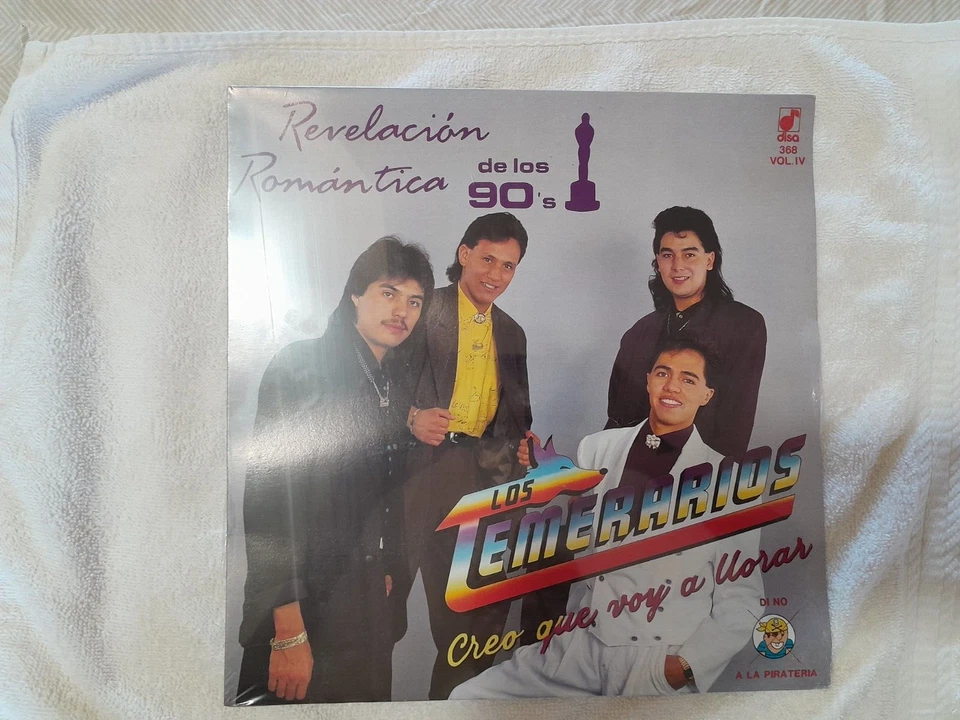 Revelación
Romántica
de los
90's
disa
368
VOL. IV
LOS
TEMERARIOS
Creo que voy a llorar
DI NO
A LA PIRATERIA